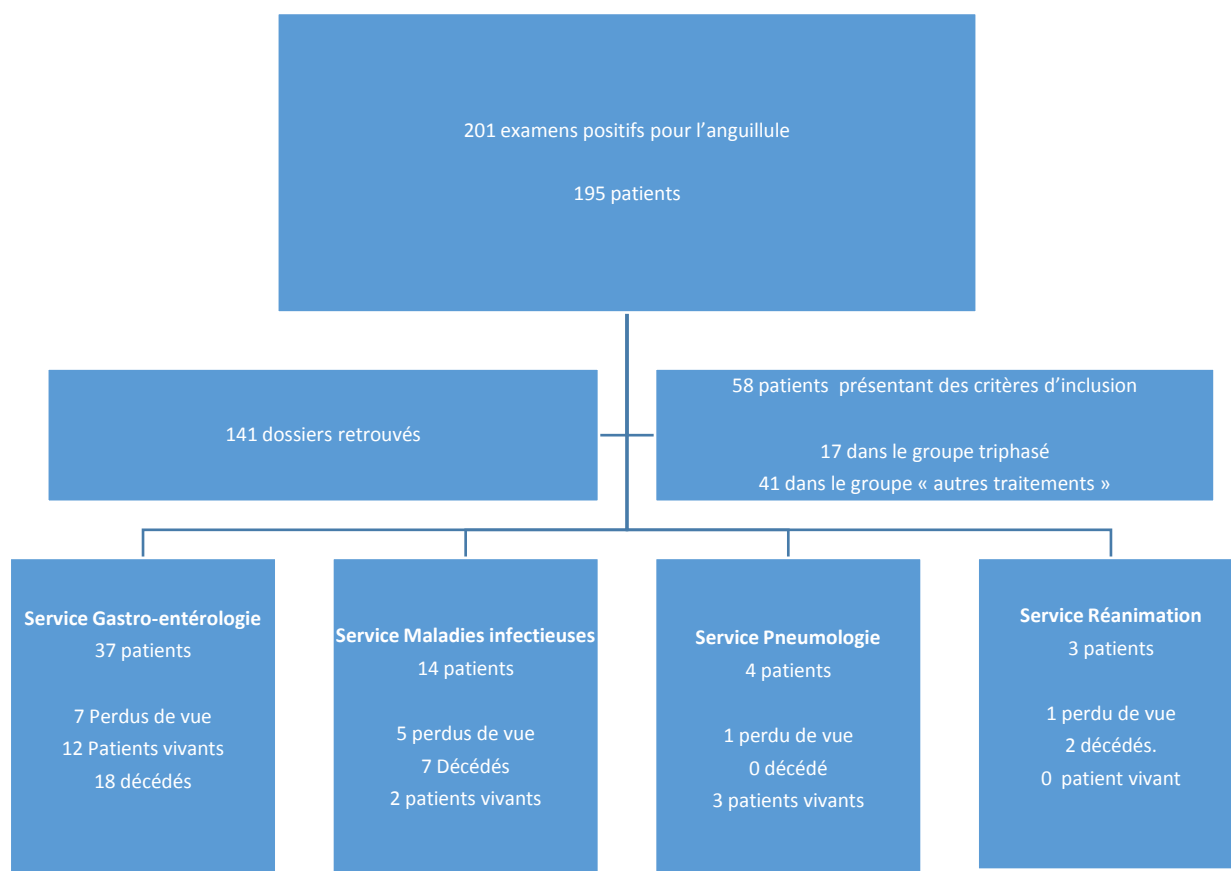 201 examens positifs pour l’anguillule
195 patients
141 dossiers retrouvés
58 patients présentant des critères d’inclusion
17 dans le groupe triphasé
41 dans le groupe « autres traitements »
Service Gastro-entérologie
37 patients
7 Perdus de vue
12 Patients vivants
18 décédés
Service Maladies infectieuses
14 patients
5 perdus de vue
7 Décédés
2 patients vivants
Service Pneumologie
4 patients
1 perdu de vue
0 décédé
3 patients vivants
Service Réanimation
3 patients
1 perdu de vue
2 décédés.
0 patient vivant